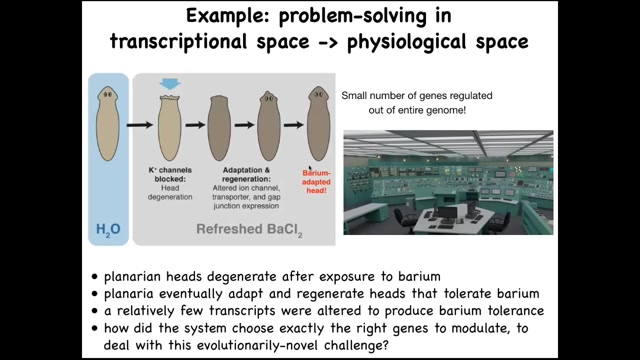 Example: problem-solving in
transcriptional space -> physiological space
K⁺ channels
blocked:
Head
degeneration
Adaptation &
regeneration:
Altered ion channel,
transporter, and gap
junction expression
Barium-
adapted
head!
H₂O
Refreshed BaCl₂
Small number of genes regulated
out of entire genome!
• planarian heads degenerate after exposure to barium
• planaria eventually adapt and regenerate heads that tolerate barium
• a relatively few transcripts were altered to produce barium tolerance
• how did the system choose exactly the right genes to modulate, to
deal with this evolutionarily-novel challenge?